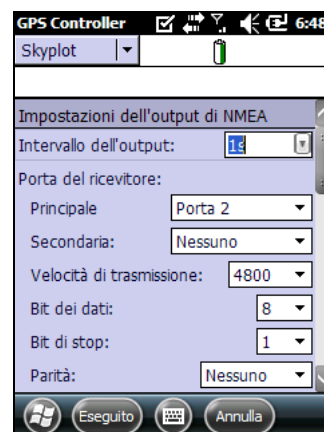 GPS Controller 6:48
Skyplot
Impostazioni dell'output di NMEA
Intervallo dell'output: 1s
Porta del ricevitore:
Principale Porta 2
Secondaria: Nessuno
Velocità di trasmissione: 4800
Bit dei dati: 8
Bit di stop: 1
Parità: Nessuno
Eseguito Annulla